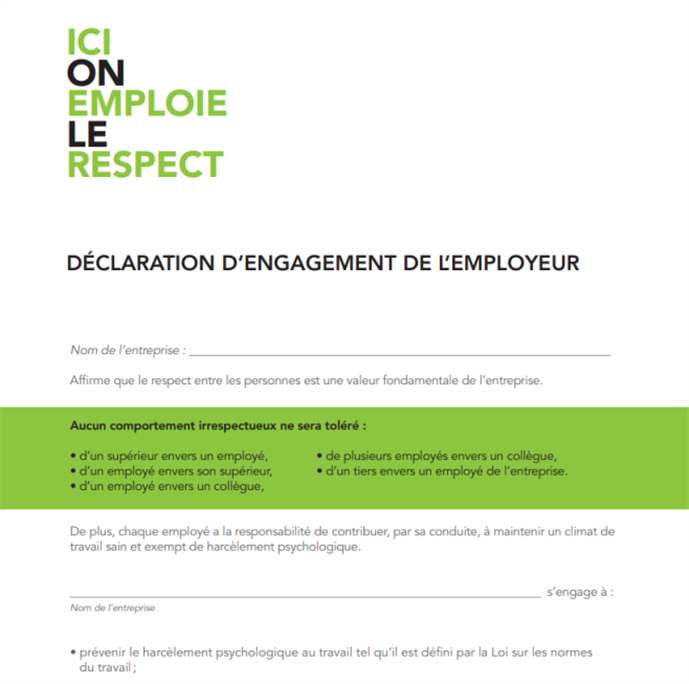 ICI
ON
EMPLOIE
LE
RESPECT
DÉCLARATION D’ENGAGEMENT DE L’EMPLOYEUR
Nom de l’entreprise :
Affirme que le respect entre les personnes est une valeur fondamentale de l’entreprise.
Aucun comportement irrespectueux ne sera toléré :
• d’un supérieur envers un employé,
• d’un employé envers son supérieur,
• d’un employé envers un collègue,
• de plusieurs employés envers un collègue,
• d’un tiers envers un employé de l’entreprise.
De plus, chaque employé a la responsabilité de contribuer, par sa conduite, à maintenir un climat de
travail sain et exempt de harcèlement psychologique.
s’engage à :
Nom de l’entreprise
• prévenir le harcèlement psychologique au travail tel qu’il est défini par la Loi sur les normes
du travail ;